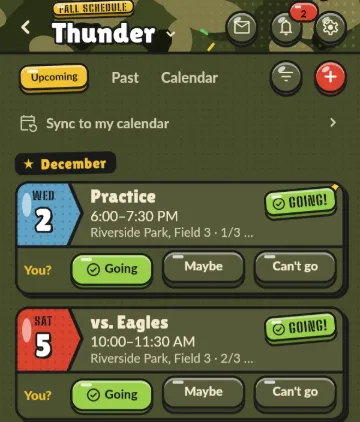 FALL SCHEDULE
Thunder
2
Upcoming
Past
Calendar
Sync to my calendar
★ December
WED
2
Practice
6:00–7:30 PM
Riverside Park, Field 3 · 1/3 ...
GOING!
You?
Going
Maybe
Can't go
SAT
5
vs. Eagles
10:00–11:30 AM
Riverside Park, Field 3 · 2/3 ...
GOING!
You?
Going
Maybe
Can't go